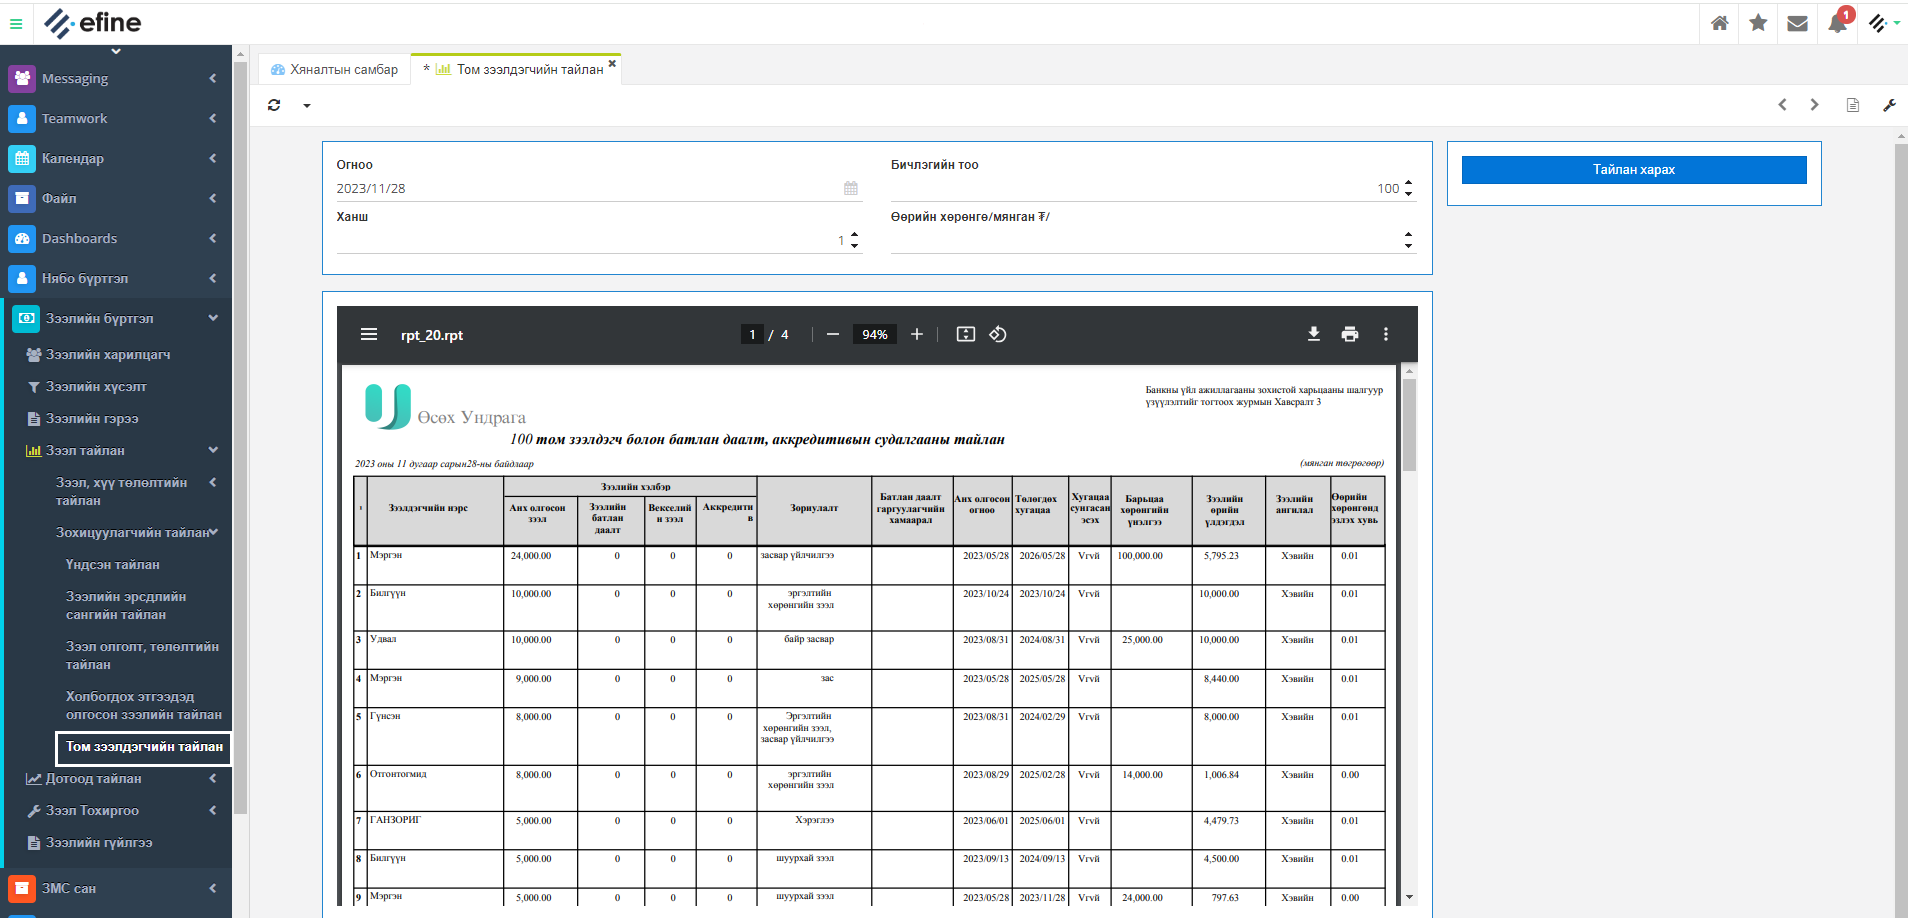 efine
1
Messaging
Teamwork
Календар
Файл
Dashboards
Нябо бүртгэл
Зээлийн бүртгэл
Зээлийн харилцагч
Зээлийн хүсэлт
Зээлийн гэрээ
Зээл тайлан
Зээл, хүү төлөлтийн
тайлан
Зохицуулагчийн тайлан
Үндсэн тайлан
Зээлийн эрсдлийн
сангийн тайлан
Зээл олголт, төлөлтийн
тайлан
Холбогдох этгээдэд
олгосон зээлийн тайлан
Том зээлдэгчийн тайлан
Дотоод тайлан
Зээл Тохиргоо
Зээлийн гүйлгээ
ЗМС сан
Хяналтын самбар
* Том зээлдэгчийн тайлан
Огноо
2023/11/28
Бичлэгийн тоо
100
Ханш
1
Өөрийн хөрөнгө/мянган ₮/
Тайлан харах
rpt_20.rpt
1 / 4
94%
Өсөх Ундрага
Банкны үйл ажиллагааны зохистой харьцааны шалгуур
үзүүлэлтийг тогтоох журмын Хавсралт 3
100 том зээлдэгч болон батлан даалт, аккредитивын судалгааны тайлан
2023 оны 11 дугаар сарын28-ны байдлаар
(мянган төгрөгөөр)
Зээлдэгчийн нэрс
Зээлийн хэлбэр
Анх олгосон
зээл
Зээлийн
батлан
даалт
Векселий
н зээл
Аккредити
в
Зориулалт
Батлан даалт
гаргуулагчийн
хамаарал
Анх олгосон
огноо
Төлөгдөх
хугацаа
Хугацаа
сунгасан
эсэх
Барьцаа
хөрөнгийн
үнэлгээ
Зээлийн
өрийн
үлдэгдэл
Зээлийн
ангилал
Өөрийн
хөрөнгөнд
эзлэх хувь
1 Мэргэн 24,000.00 0 0 0 засвар үйлчилгээ 2023/05/28 2026/05/28 Үгүй 100,000.00 5,795.23 Хэвийн 0.01
2 Билгүүн 10,000.00 0 0 0 эргэлтийн 2023/10/24 2023/10/24 Үгүй 10,000.00 Хэвийн 0.01
хөрөнгийн зээл
3 Удвал 10,000.00 0 0 0 байр засвар 2023/08/31 2024/08/31 Үгүй 25,000.00 10,000.00 Хэвийн 0.01
4 Мэргэн 9,000.00 0 0 0 зас 2023/05/28 2025/05/28 Үгүй 8,440.00 Хэвийн 0.01
5 Гүнсэн 8,000.00 0 0 0 Эргэлтийн 2023/08/31 2024/02/29 Үгүй 8,000.00 Хэвийн 0.01
хөрөнгийн зээл,
засвар үйлчилгээ
6 Отгонтогмид 8,000.00 0 0 0 эргэлтийн 2023/08/29 2025/02/28 Үгүй 14,000.00 1,006.84 Хэвийн 0.00
хөрөнгийн зээл
7 ГАНЗОРИГ 5,000.00 0 0 0 Хэрэглээ 2023/06/01 2025/06/01 Үгүй 4,479.73 Хэвийн 0.01
8 Билгүүн 5,000.00 0 0 0 шуурхай зээл 2023/09/13 2024/09/13 Үгүй 4,500.00 Хэвийн 0.01
9 Мэргэн 5,000.00 0 0 0 шуурхай зээл 2023/05/28 2023/11/28 Үгүй 24,000.00 797.63 Хэвийн 0.00